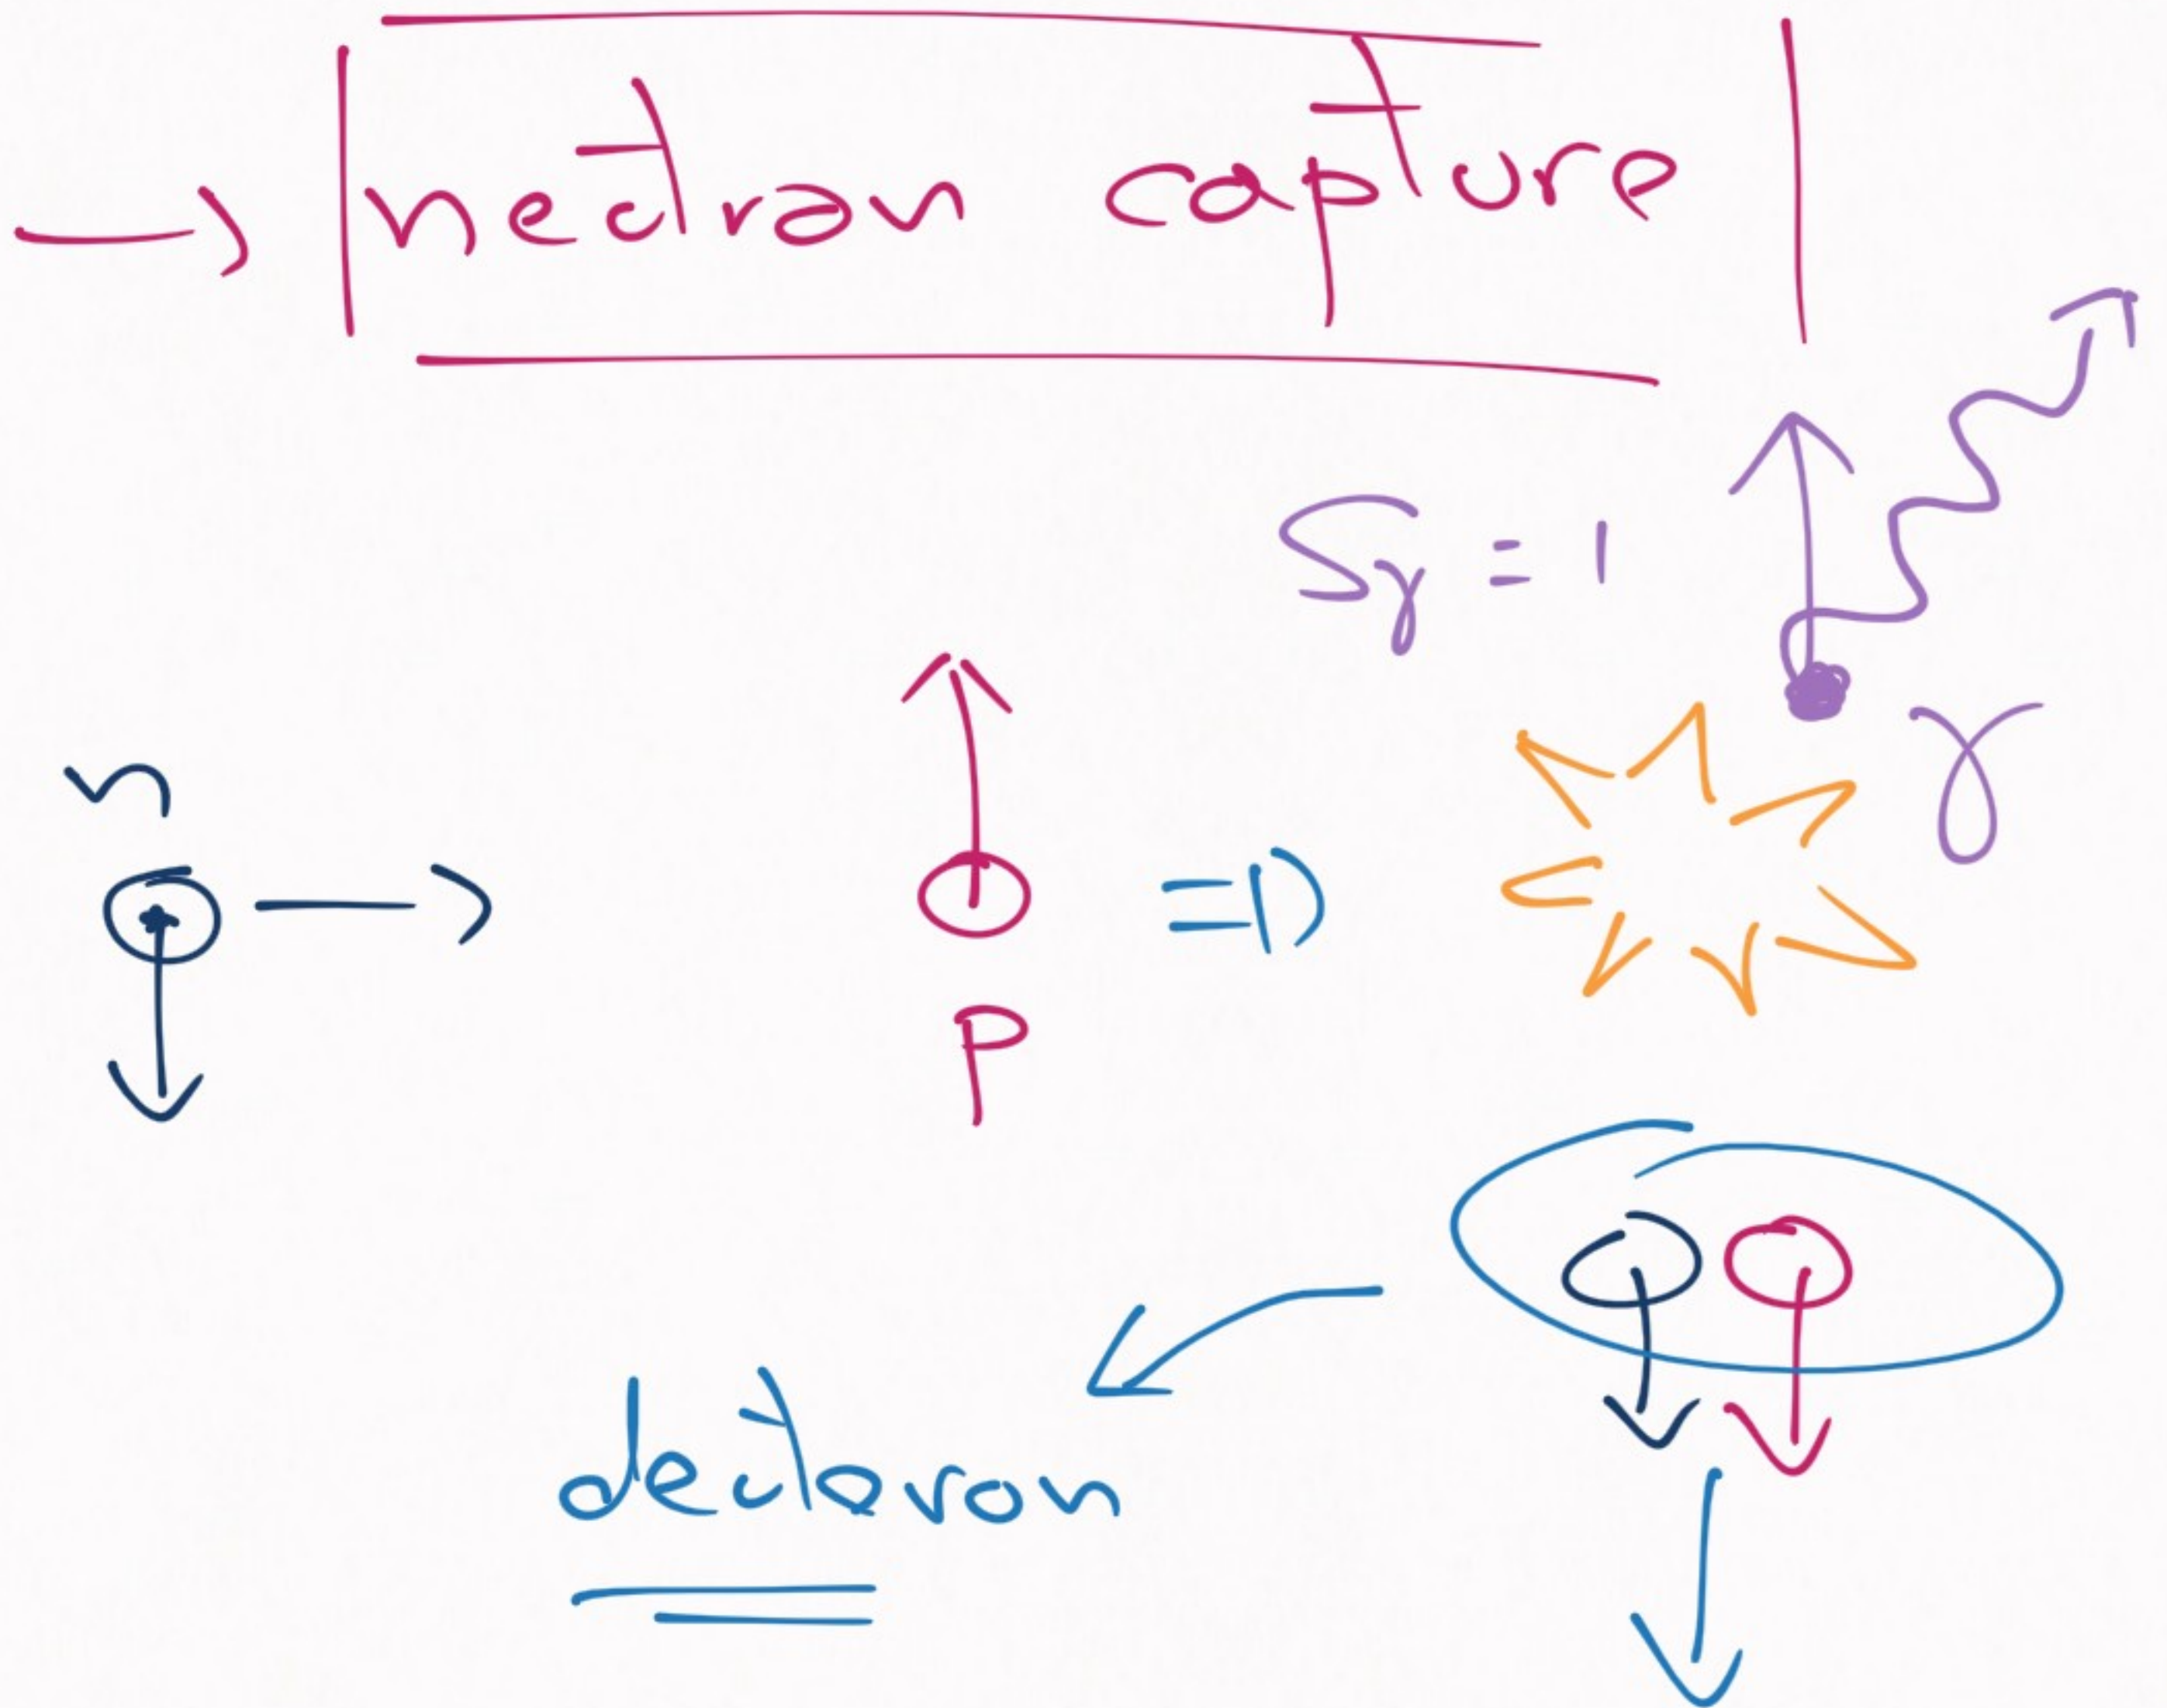 neutron capture
Sγ = 1
n
γ
p
deuteron